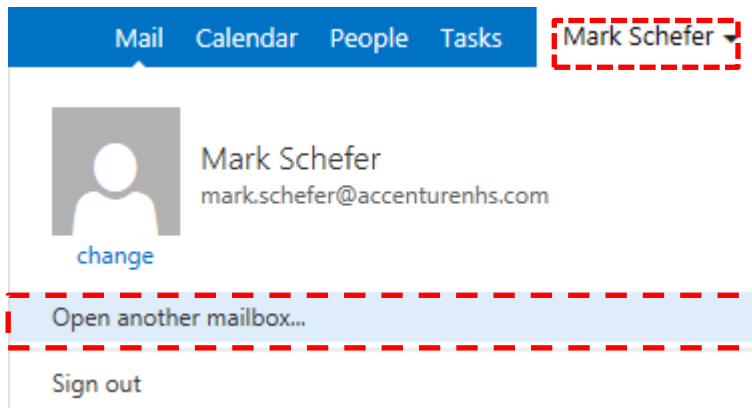 Mail Calendar People Tasks Mark Schefer
Mark Schefer
mark.schefer@accenturenhs.com
change
Open another mailbox...
Sign out